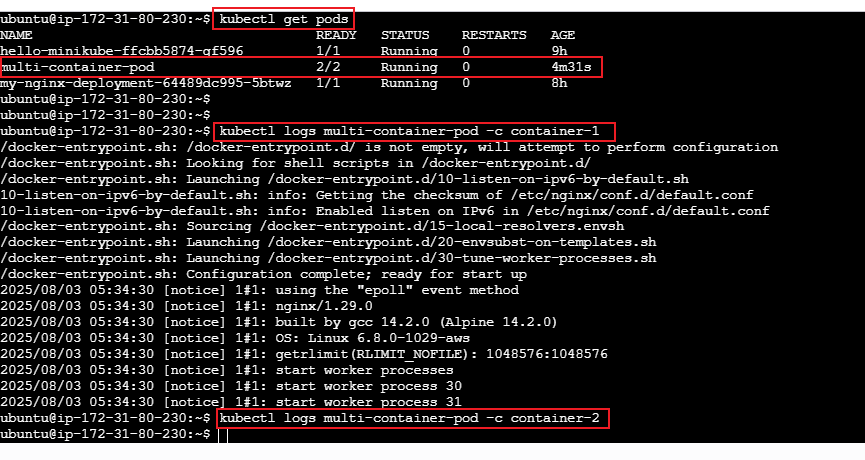 ubuntu@ip-172-31-80-230:~$ kubectl get pods
NAME READY STATUS RESTARTS AGE
hello-minikube-ffcbb5874-qf596 1/1 Running 0 9h
multi-container-pod 2/2 Running 0 4m31s
my-nginx-deployment-64489dc995-5btwz 1/1 Running 0 8h
ubuntu@ip-172-31-80-230:~$
ubuntu@ip-172-31-80-230:~$
ubuntu@ip-172-31-80-230:~$ kubectl logs multi-container-pod -c container-1
/docker-entrypoint.sh: /docker-entrypoint.d/ is not empty, will attempt to perform configuration
/docker-entrypoint.sh: Looking for shell scripts in /docker-entrypoint.d/
/docker-entrypoint.sh: Launching /docker-entrypoint.d/10-listen-on-ipv6-by-default.sh
10-listen-on-ipv6-by-default.sh: info: Getting the checksum of /etc/nginx/conf.d/default.conf
10-listen-on-ipv6-by-default.sh: info: Enabled listen on IPv6 in /etc/nginx/conf.d/default.conf
/docker-entrypoint.sh: Sourcing /docker-entrypoint.d/15-local-resolvers.envsh
/docker-entrypoint.sh: Launching /docker-entrypoint.d/20-envsubst-on-templates.sh
/docker-entrypoint.sh: Launching /docker-entrypoint.d/30-tune-worker-processes.sh
/docker-entrypoint.sh: Configuration complete; ready for start up
2025/08/03 05:34:30 [notice] 1#1: using the "epoll" event method
2025/08/03 05:34:30 [notice] 1#1: nginx/1.29.0
2025/08/03 05:34:30 [notice] 1#1: built by gcc 14.2.0 (Alpine 14.2.0)
2025/08/03 05:34:30 [notice] 1#1: OS: Linux 6.8.0-1029-aws
2025/08/03 05:34:30 [notice] 1#1: getrlimit(RLIMIT_NOFILE): 1048576:1048576
2025/08/03 05:34:30 [notice] 1#1: start worker processes
2025/08/03 05:34:30 [notice] 1#1: start worker process 30
2025/08/03 05:34:30 [notice] 1#1: start worker process 31
ubuntu@ip-172-31-80-230:~$ kubectl logs multi-container-pod -c container-2
ubuntu@ip-172-31-80-230:~$